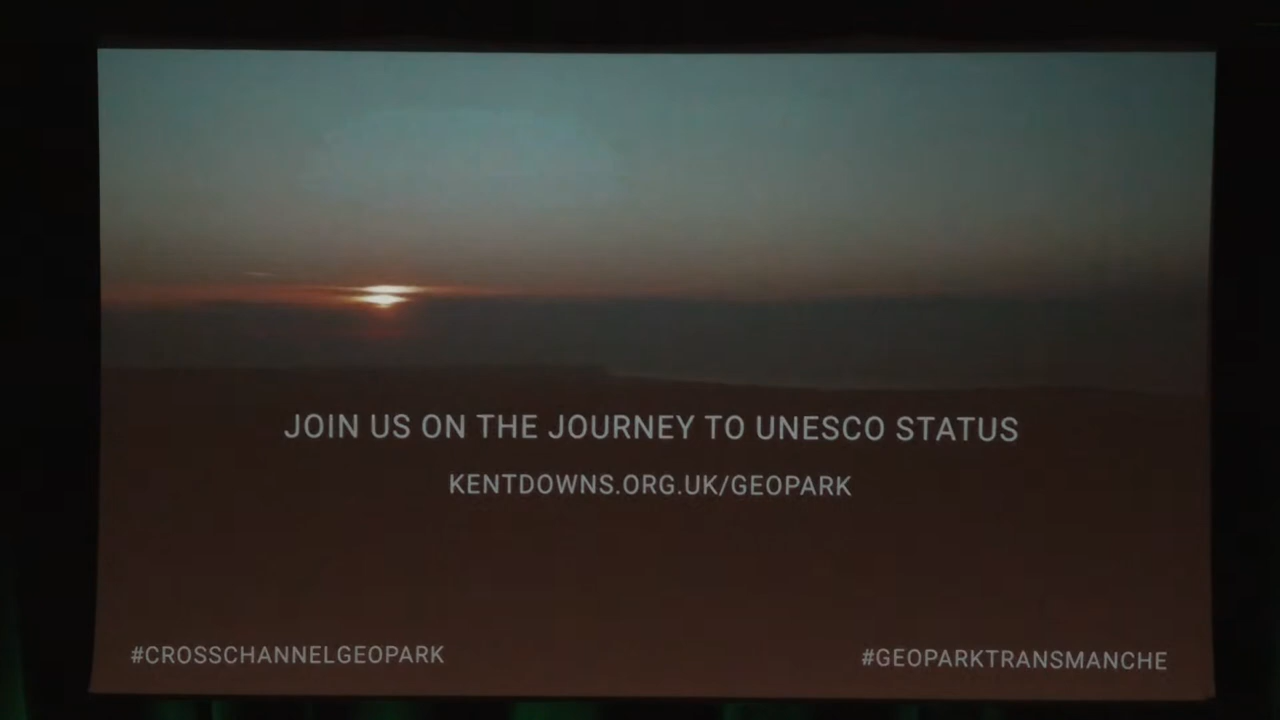 JOIN US ON THE JOURNEY TO UNESCO STATUS
KENTDOWNS.ORG.UK/GEOPARK
#CROSSCHANNELGEOPARK
#GEOPARKTRANSMANCHE